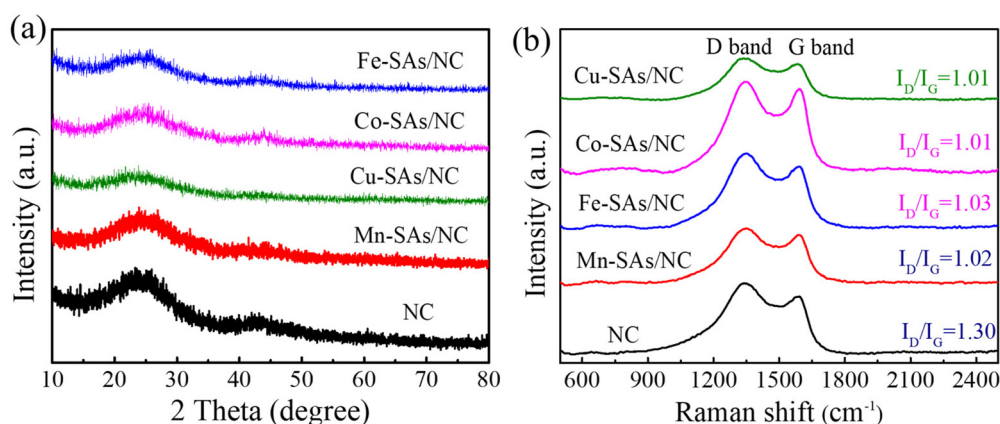 (a)
Fe-SAs/NC
Co-SAs/NC
Cu-SAs/NC
Mn-SAs/NC
NC
Intensity (a.u.)
10 20 30 40 50 60 70 80
2 Theta (degree)
(b)
D band G band
Cu-SAs/NC I_D/I_G=1.01
Co-SAs/NC I_D/I_G=1.01
Fe-SAs/NC I_D/I_G=1.03
Mn-SAs/NC I_D/I_G=1.02
NC I_D/I_G=1.30
Intensity (a.u.)
600 900 1200 1500 1800 2100 2400
Raman shift (cm⁻¹)